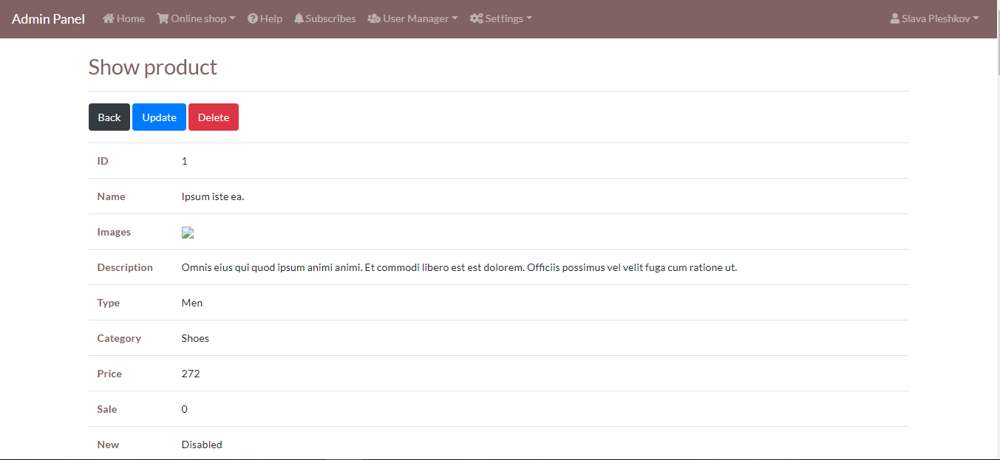 Admin Panel Home Online shop Help Subscribes User Manager Settings Slava Pleshkov
Show product
Back Update Delete
ID 1
Name Ipsum iste ea.
Images
Description Omnis eius qui quod ipsum animi animi. Et commodi libero est est dolorem. Officiis possimus vel velit fuga cum ratione ut.
Type Men
Category Shoes
Price 272
Sale 0
New Disabled